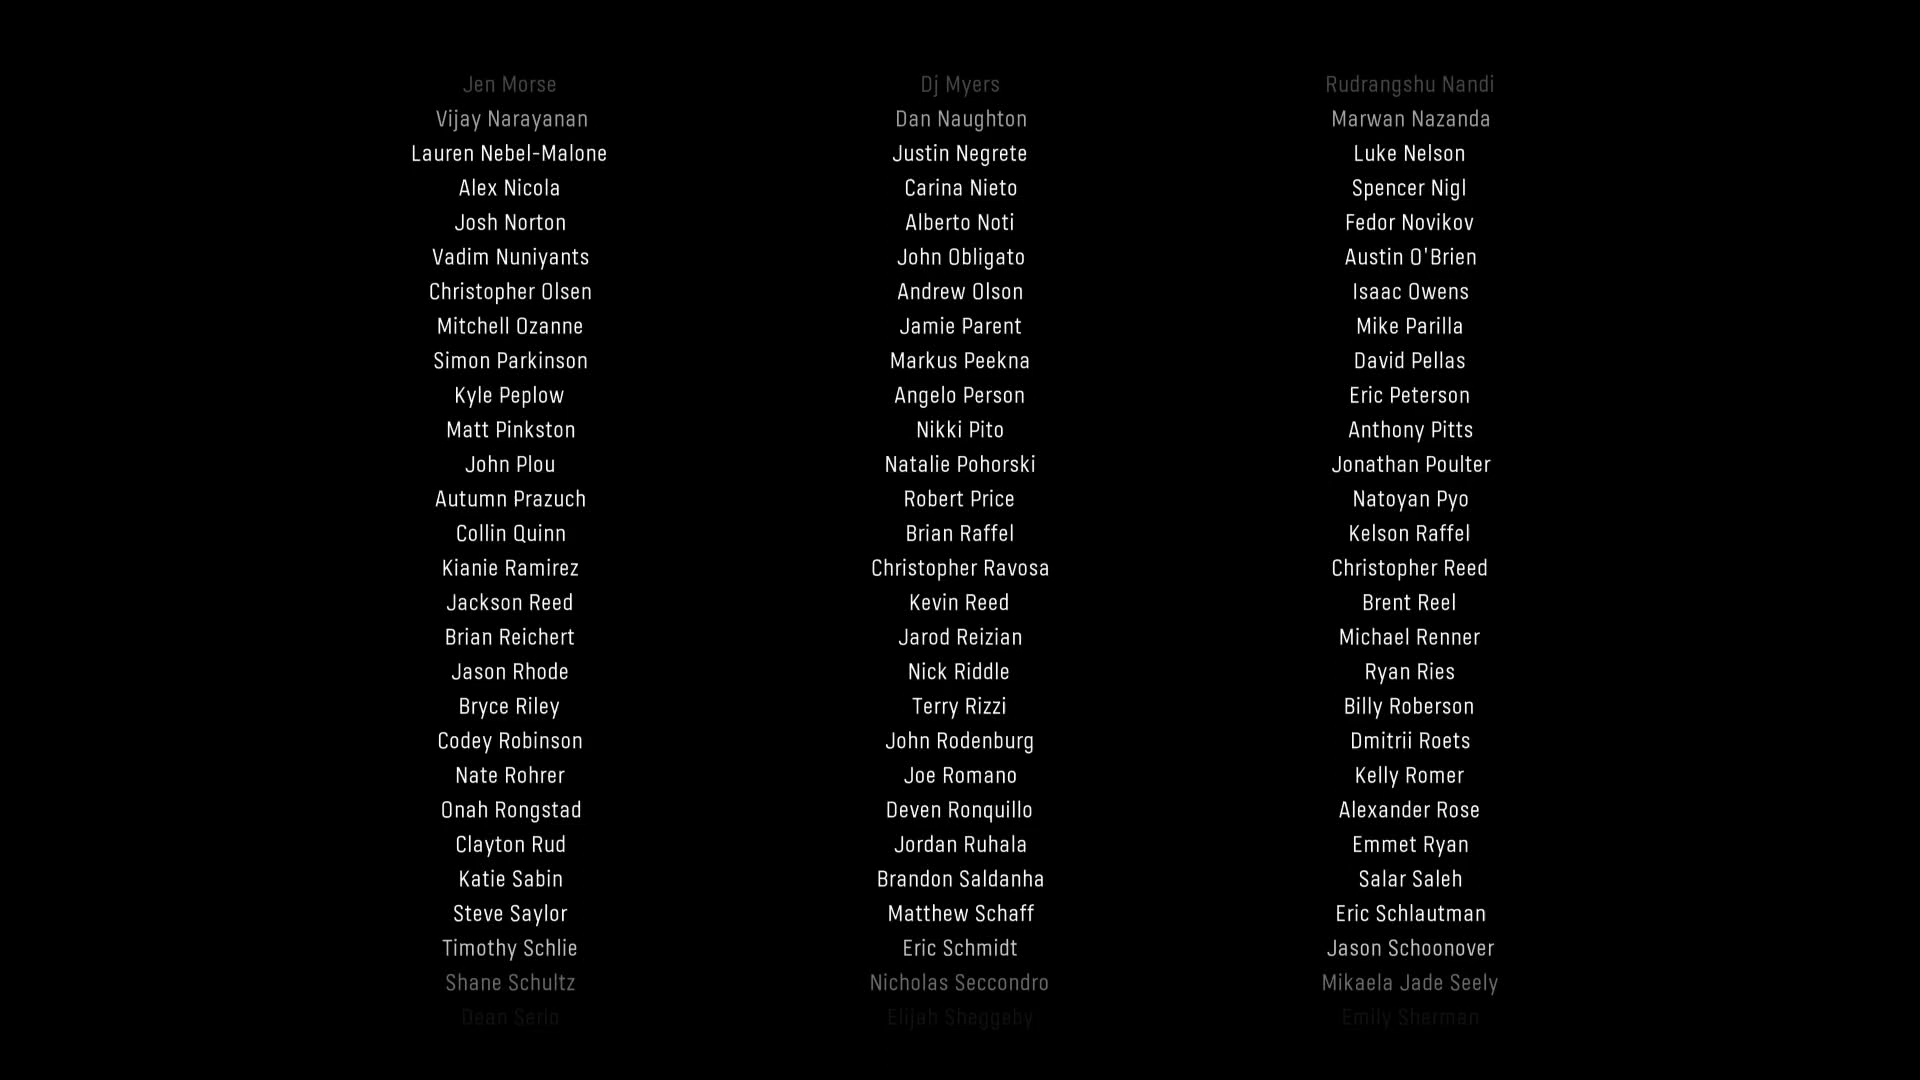 Jen Morse Dj Myers Rudrangshu Nandi
Vijay Narayanan Dan Naughton Marwan Nazanda
Lauren Nebel-Malone Justin Negrete Luke Nelson
Alex Nicola Carina Nieto Spencer Nigl
Josh Norton Alberto Noti Fedor Novikov
Vadim Nuniyants John Obligato Austin O'Brien
Christopher Olsen Andrew Olson Isaac Owens
Mitchell Ozanne Jamie Parent Mike Parilla
Simon Parkinson Markus Peekna David Pellas
Kyle Peplow Angelo Person Eric Peterson
Matt Pinkston Nikki Pito Anthony Pitts
John Plou Natalie Pohorski Jonathan Poulter
Autumn Prazuch Robert Price Natoyan Pyo
Collin Quinn Brian Raffel Kelson Raffel
Kianie Ramirez Christopher Ravosa Christopher Reed
Jackson Reed Kevin Reed Brent Reel
Brian Reichert Jarod Reizian Michael Renner
Jason Rhode Nick Riddle Ryan Ries
Bryce Riley Terry Rizzi Billy Roberson
Codey Robinson John Rodenburg Dmitrii Roets
Nate Rohrer Joe Romano Kelly Romer
Onah Rongstad Deven Ronquillo Alexander Rose
Clayton Rud Jordan Ruhala Emmet Ryan
Katie Sabin Brandon Saldanha Salar Saleh
Steve Saylor Matthew Schaff Eric Schlautman
Timothy Schlie Eric Schmidt Jason Schoonover
Shane Schultz Nicholas Seccondro Mikaela Jade Seely
Dean Serio Elijah Sheggeby Emily Sherman